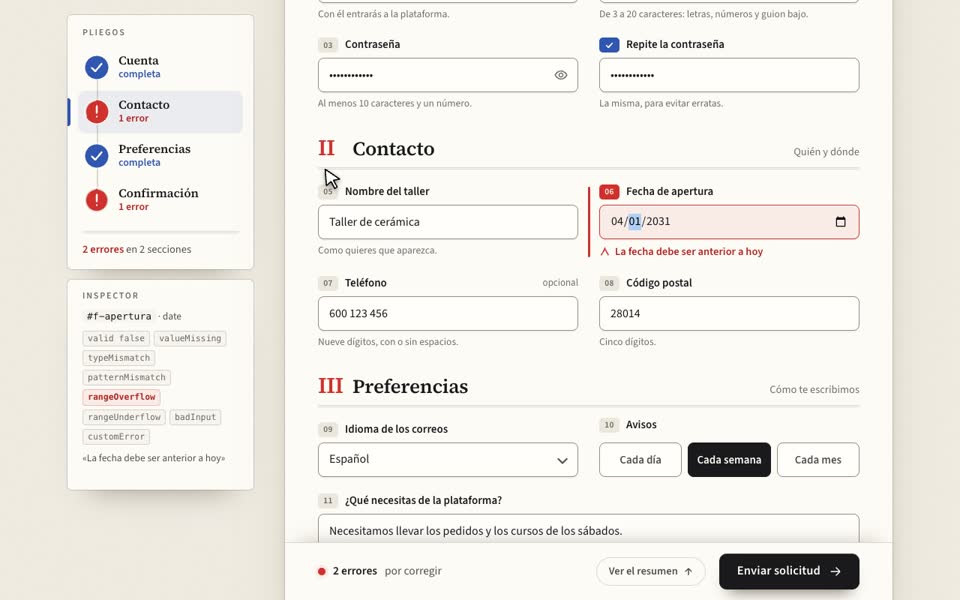 PLIEGOS
Cuenta
completa
Contacto
1 error
Preferencias
completa
Confirmación
1 error
2 errores en 2 secciones
INSPECTOR
#f-apertura · date
valid false valueMissing
typeMismatch
patternMismatch
rangeOverflow
rangeUnderflow badInput
customError
«La fecha debe ser anterior a hoy»
Con él entrarás a la plataforma.
De 3 a 20 caracteres: letras, números y guion bajo.
03 Contraseña
••••••••••••
Al menos 10 caracteres y un número.
Repite la contraseña
••••••••••••
La misma, para evitar erratas.
II Contacto
Quién y dónde
05 Nombre del taller
Taller de cerámica
Como quieres que aparezca.
06 Fecha de apertura
04/01/2031
La fecha debe ser anterior a hoy
07 Teléfono opcional
600 123 456
Nueve dígitos, con o sin espacios.
08 Código postal
28014
Cinco dígitos.
III Preferencias
Cómo te escribimos
09 Idioma de los correos
Español
10 Avisos
Cada día Cada semana Cada mes
11 ¿Qué necesitas de la plataforma?
Necesitamos llevar los pedidos y los cursos de los sábados.
2 errores por corregir
Ver el resumen ↑
Enviar solicitud →